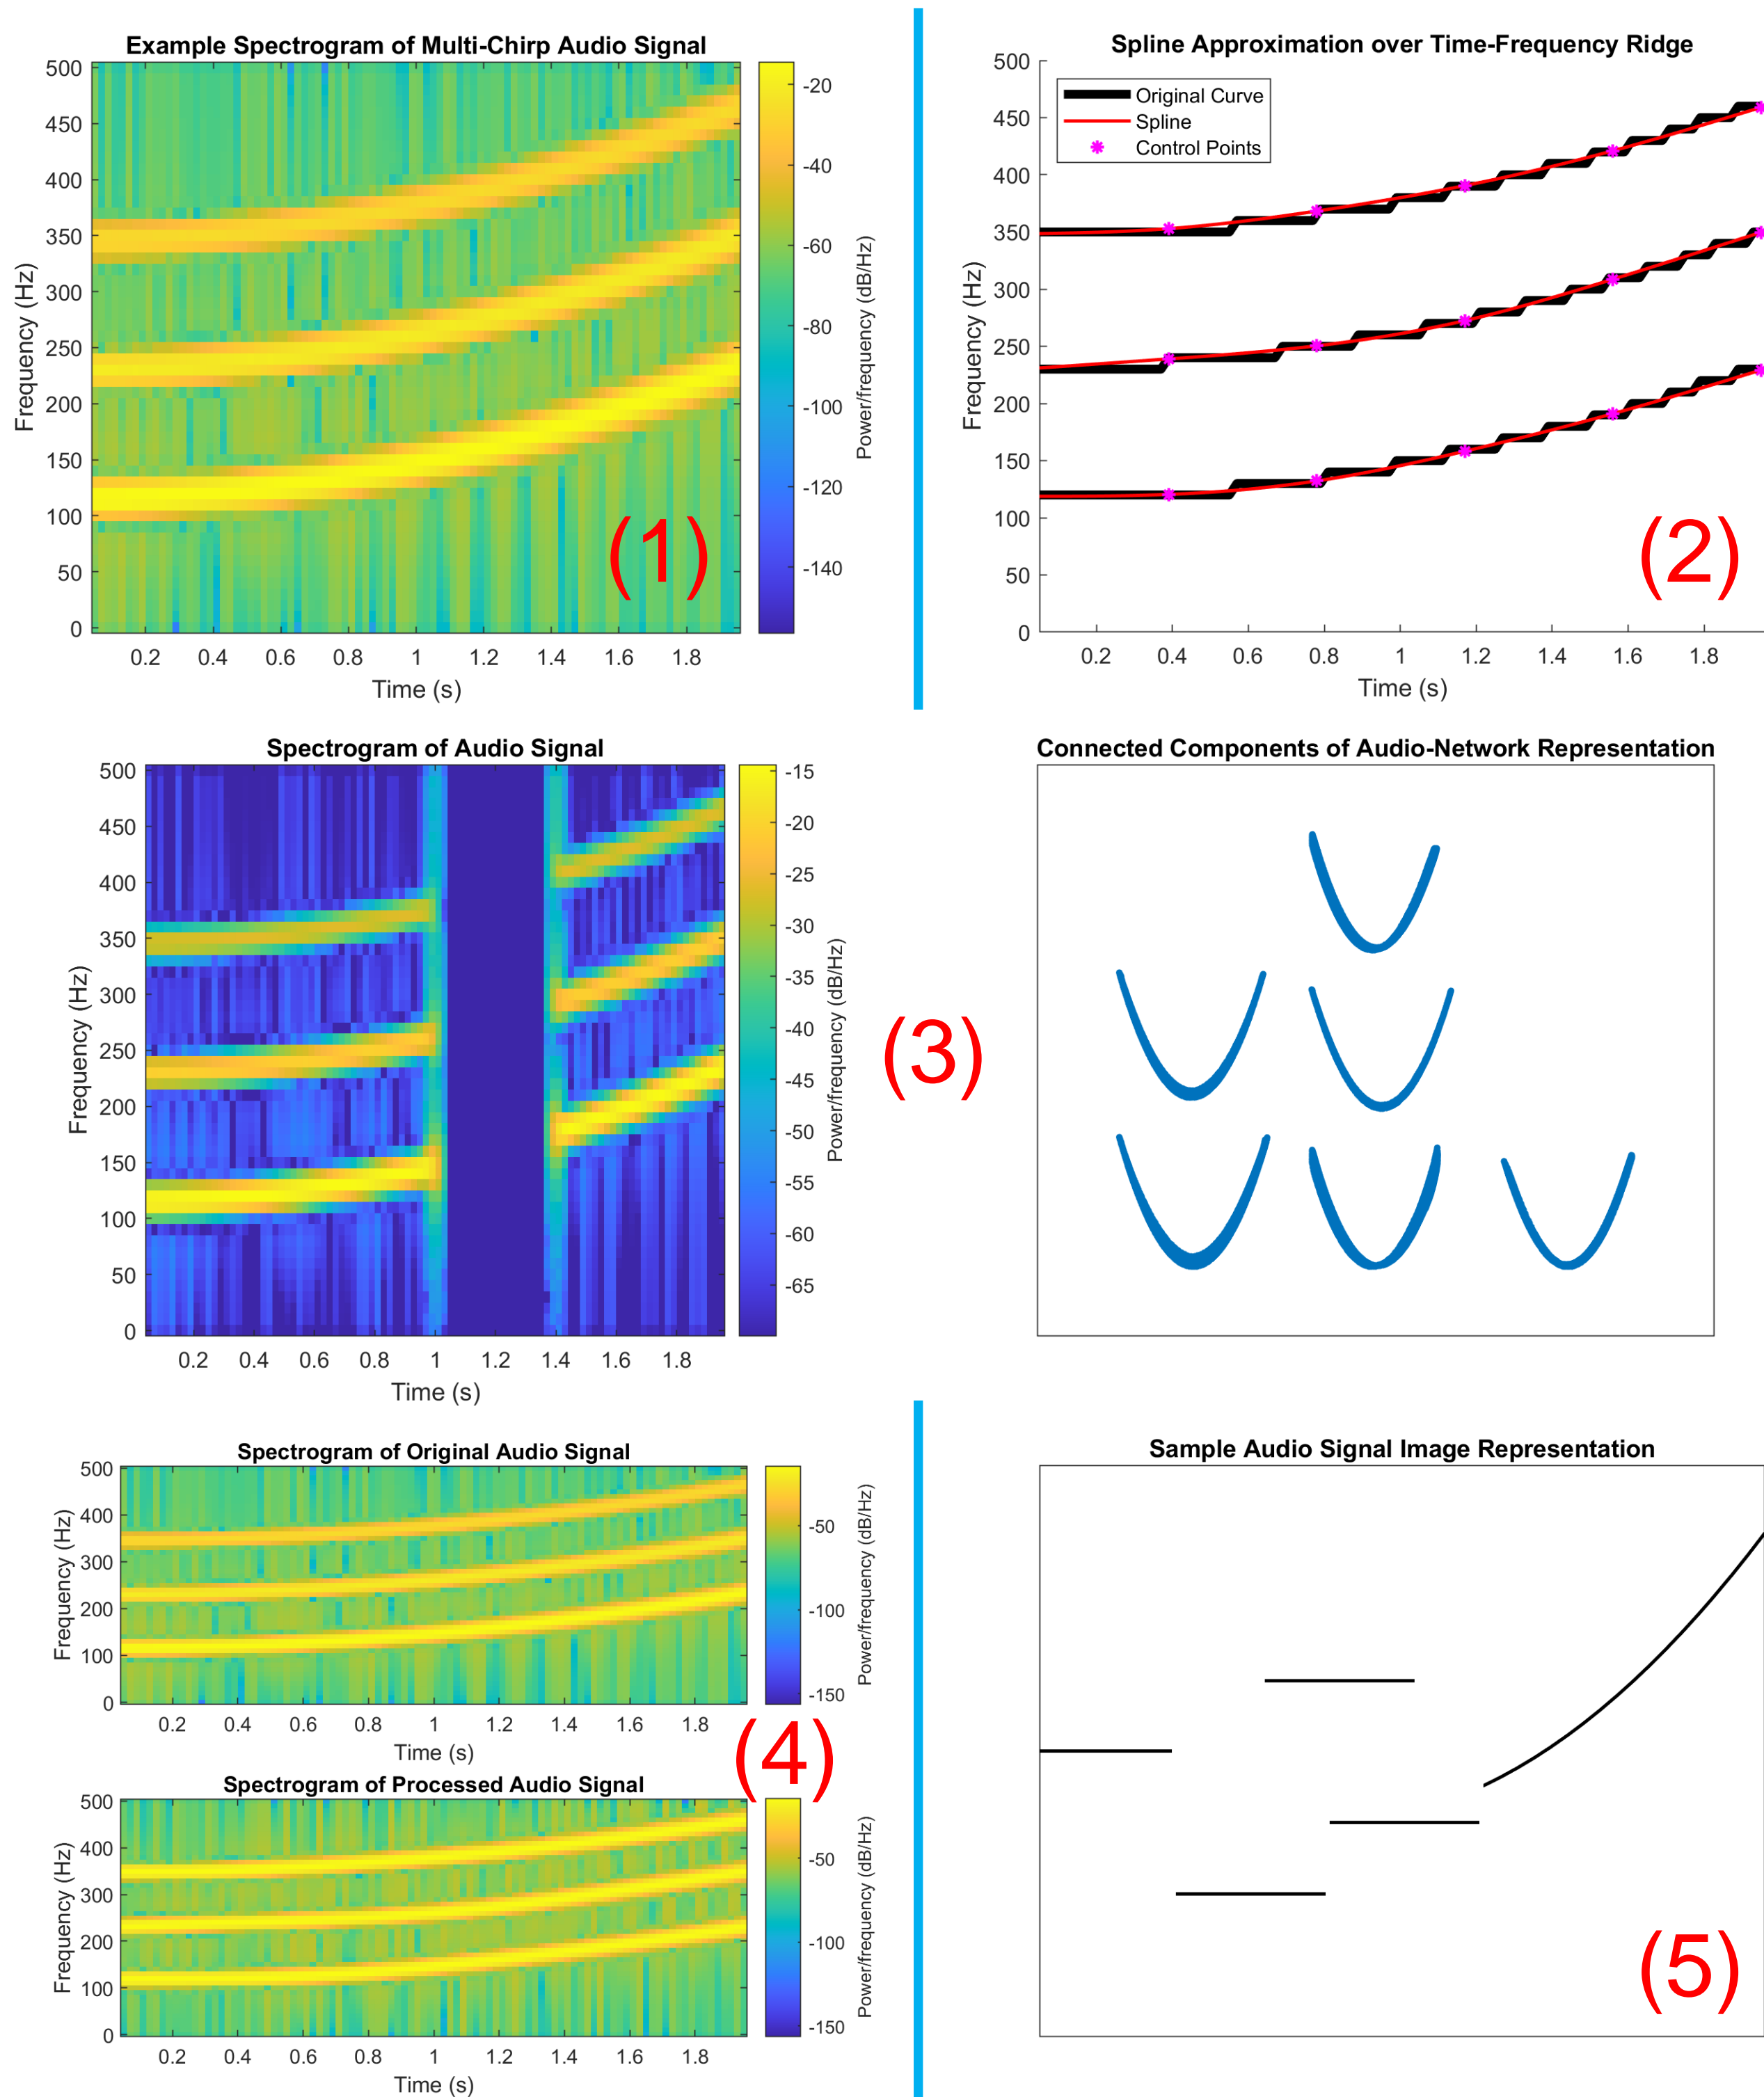 Example Spectrogram of Multi-Chirp Audio Signal
500
450
400
350
300
250
200
150
100
50
0
Frequency (Hz)
0.2 0.4 0.6 0.8 1 1.2 1.4 1.6 1.8
Time (s)
-20
-40
-60
-80
-100
-120
-140
Power/frequency (dB/Hz)
(1)
Spline Approximation over Time-Frequency Ridge
Original Curve
Spline
Control Points
500
450
400
350
300
250
200
150
100
50
0
Frequency (Hz)
0.2 0.4 0.6 0.8 1 1.2 1.4 1.6 1.8
Time (s)
(2)
Spectrogram of Audio Signal
500
450
400
350
300
250
200
150
100
50
0
Frequency (Hz)
0.2 0.4 0.6 0.8 1 1.2 1.4 1.6 1.8
Time (s)
-15
-20
-25
-30
-35
-40
-45
-50
-55
-60
-65
Power/frequency (dB/Hz)
(3)
Connected Components of Audio-Network Representation
Spectrogram of Original Audio Signal
500
400
300
200
100
0
Frequency (Hz)
0.2 0.4 0.6 0.8 1 1.2 1.4 1.6 1.8
Time (s)
-50
-100
-150
Power/frequency (dB/Hz)
(4)
Spectrogram of Processed Audio Signal
500
400
300
200
100
0
Frequency (Hz)
0.2 0.4 0.6 0.8 1 1.2 1.4 1.6 1.8
Time (s)
-50
-100
-150
Power/frequency (dB/Hz)
Sample Audio Signal Image Representation
(5)